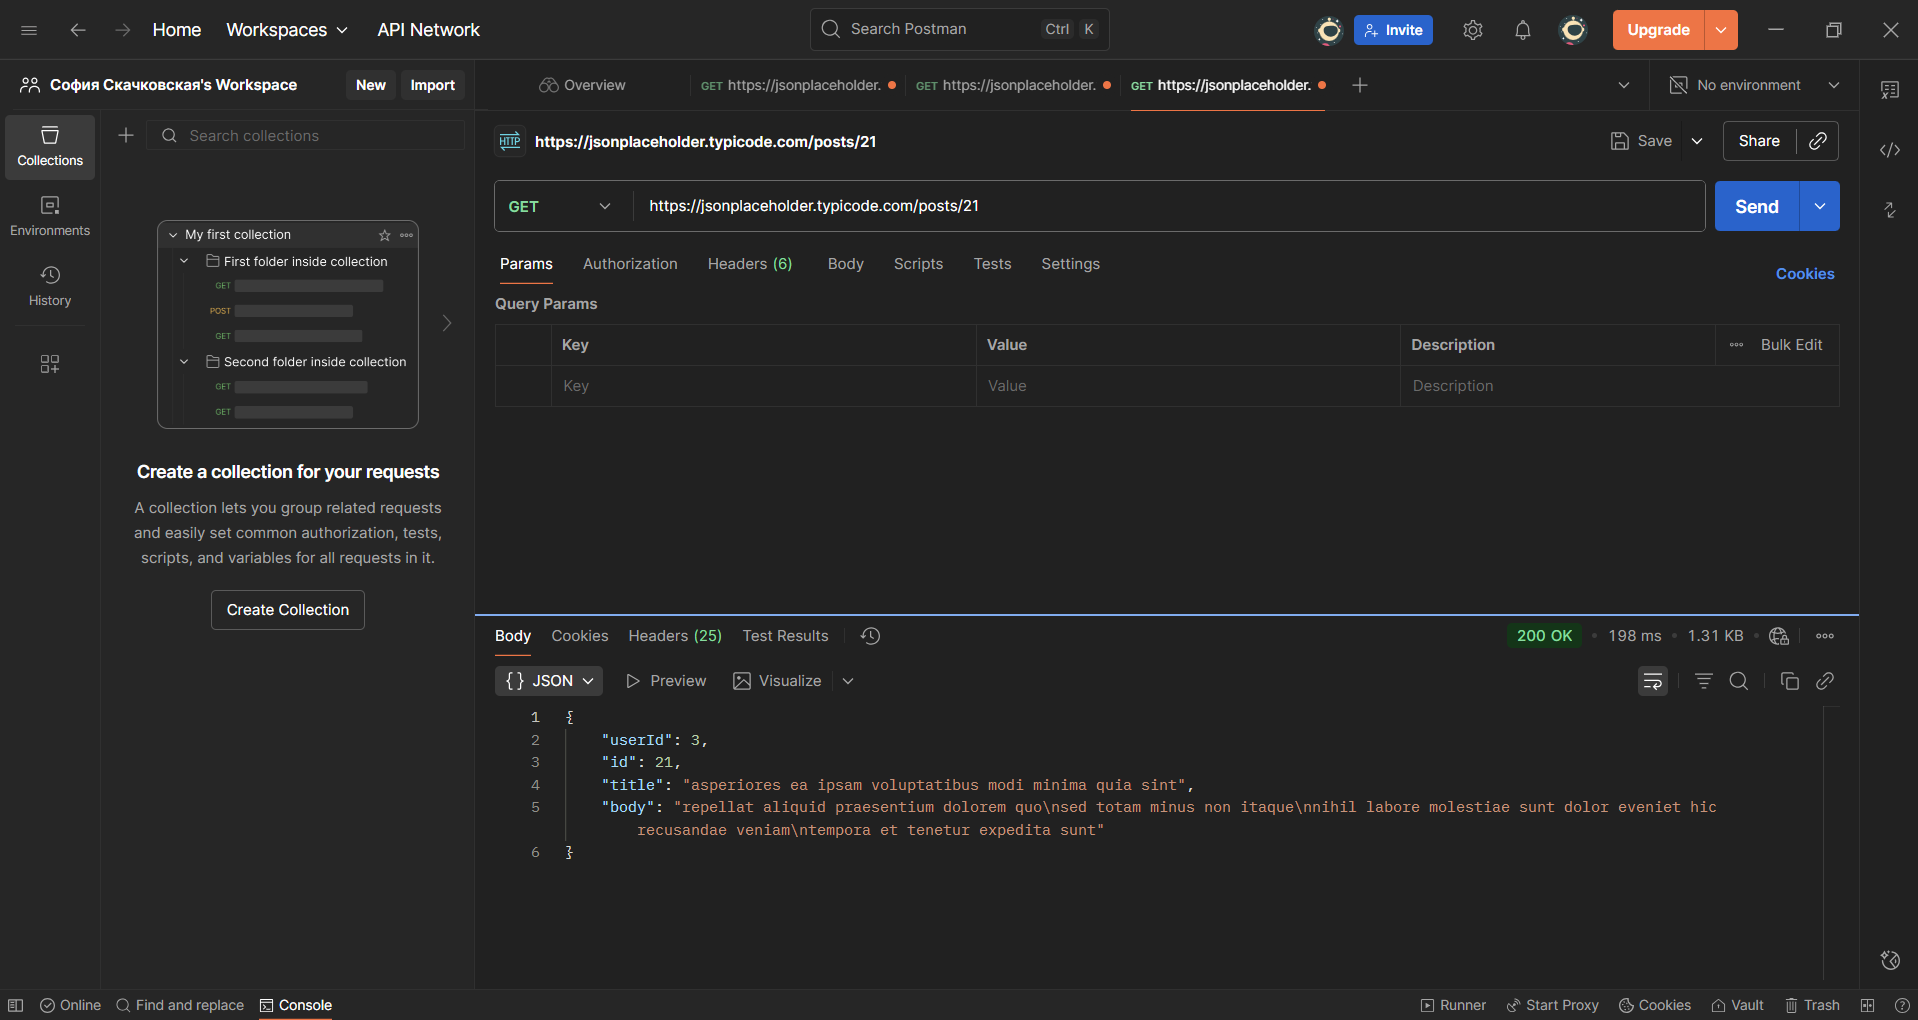 Home Workspaces API Network Search Postman Ctrl K Invite Upgrade
София Скачковская's Workspace New Import
Overview GET https://jsonplaceholder. GET https://jsonplaceholder. GET https://jsonplaceholder. No environment
Collections
Environments
History
Search collections
My first collection
First folder inside collection
GET
POST
GET
Second folder inside collection
GET
GET
Create a collection for your requests
A collection lets you group related requests
and easily set common authorization, tests,
scripts, and variables for all requests in it.
Create Collection
HTTP https://jsonplaceholder.typicode.com/posts/21 Save Share
GET https://jsonplaceholder.typicode.com/posts/21 Send
Params Authorization Headers (6) Body Scripts Tests Settings Cookies
Query Params
Key Value Description Bulk Edit
Key Value Description
Body Cookies Headers (25) Test Results 200 OK • 198 ms • 1.31 KB •
{} JSON Preview Visualize
1 {
2 "userId": 3,
3 "id": 21,
4 "title": "asperiores ea ipsam voluptatibus modi minima quia sint",
5 "body": "repellat aliquid praesentium dolorem quo\nsed totam minus non itaque\nnihil labore molestiae sunt dolor eveniet hic
recusandae veniam\ntempora et tenetur expedita sunt"
6 }
Online Find and replace Console Runner Start Proxy Cookies Vault Trash